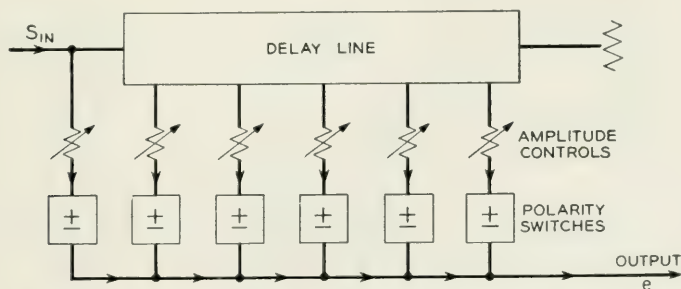 S_IN
DELAY LINE
AMPLITUDE
CONTROLS
± ± ± ± ± ±
POLARITY
SWITCHES
OUTPUT
e